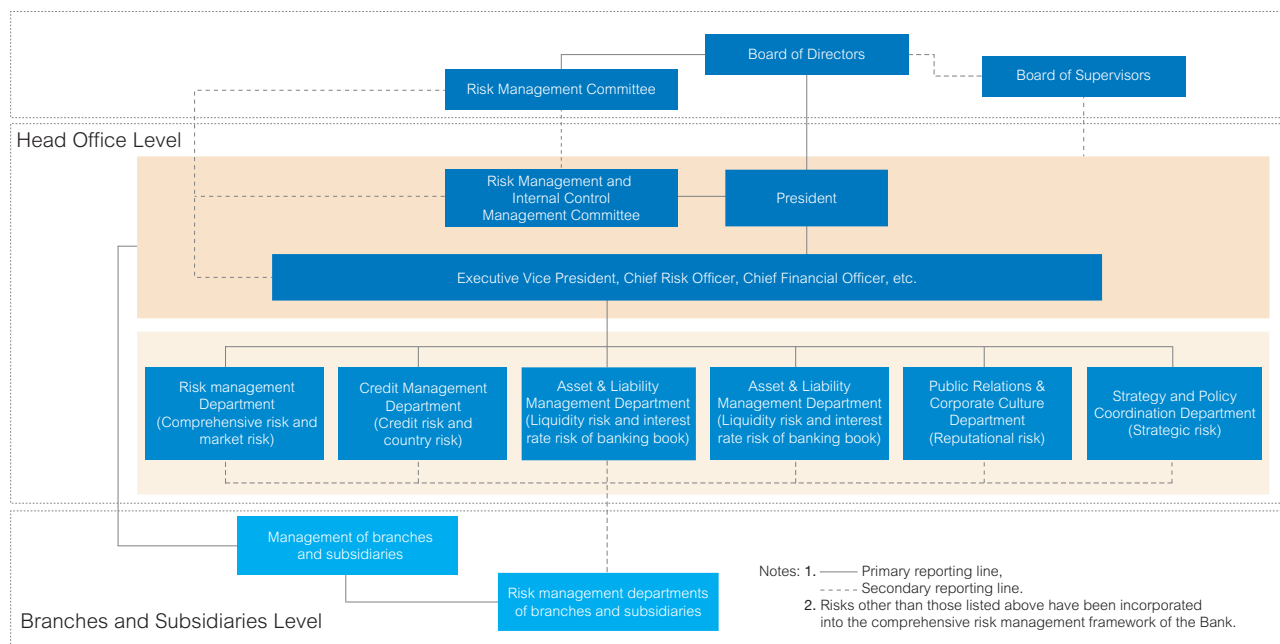 Board of Directors
Board of Supervisors
Risk Management Committee
Head Office Level
Risk Management and
Internal Control
Management Committee
President
Executive Vice President, Chief Risk Officer, Chief Financial Officer, etc.
Risk management
Department
(Comprehensive risk and
market risk)
Credit Management
Department
(Credit risk and
country risk)
Asset & Liability
Management Department
(Liquidity risk and interest
rate risk of banking book)
Asset & Liability
Management Department
(Liquidity risk and interest
rate risk of banking book)
Public Relations &
Corporate Culture
Department
(Reputational risk)
Strategy and Policy
Coordination Department
(Strategic risk)
Management of branches
and subsidiaries
Risk management departments
of branches and subsidiaries
Branches and Subsidiaries Level
Notes: 1. Primary reporting line,
Secondary reporting line.
2. Risks other than those listed above have been incorporated
into the comprehensive risk management framework of the Bank.